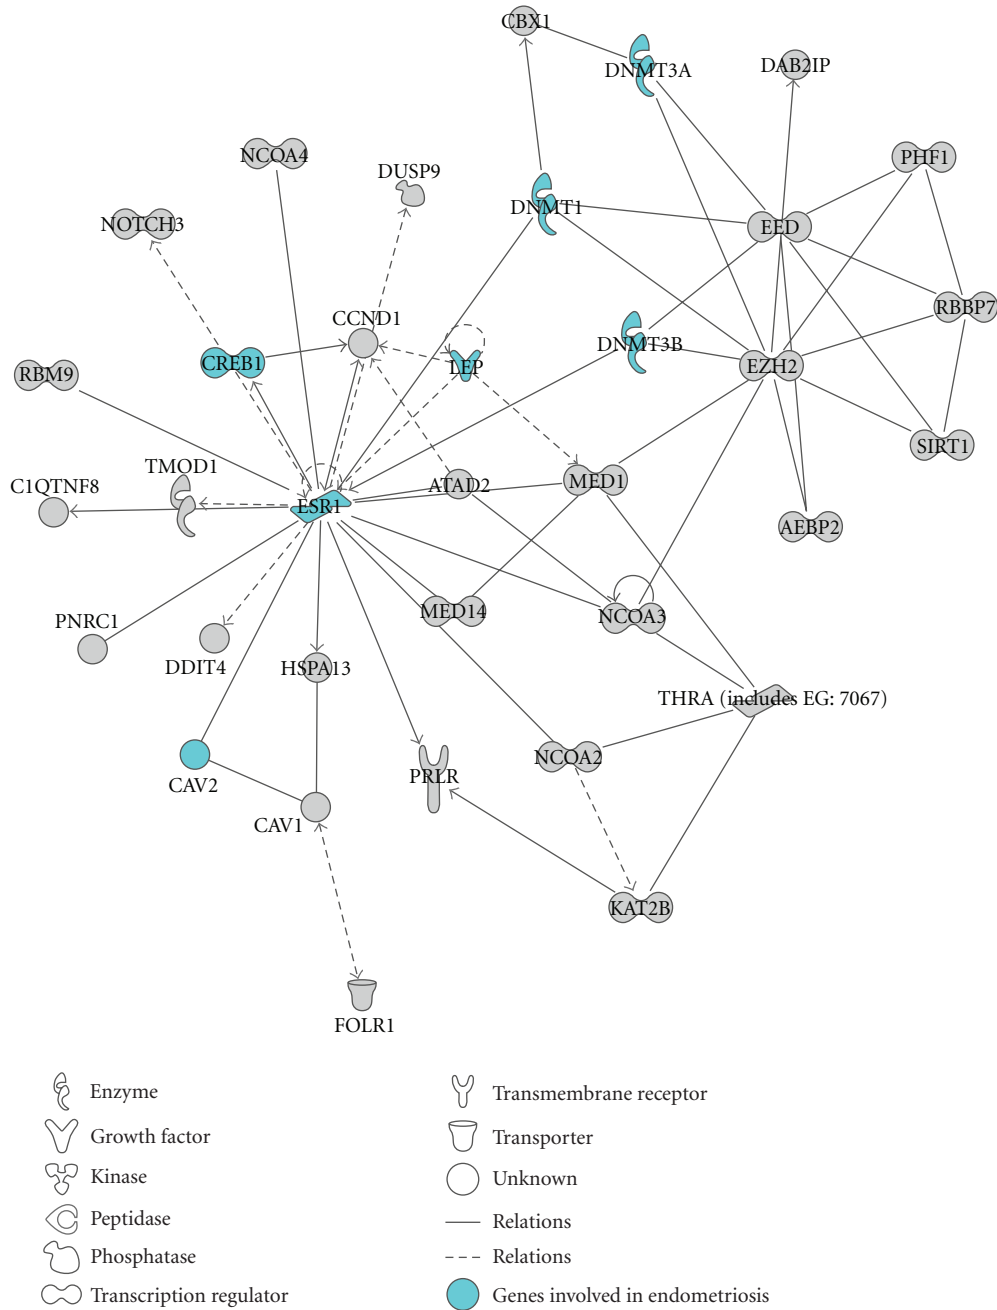 CBX1
DNMT3A
DAB2IP
NCOA4
DUSP9
PHF1
DNMT1
NOTCH3
EED
RBBP7
CCND1
DNMT3B
CREB1
LEP
EZH2
RBM9
SIRT1
TMOD1
C1QTNF8
ATAD2
MED1
ESR1
AEBP2
PNRC1
MED14
NCOA3
DDIT4
HSPA13
THRA (includes EG: 7067)
NCOA2
PRLR
CAV2
CAV1
KAT2B
FOLR1
Enzyme
Growth factor
Kinase
Peptidase
Phosphatase
Transcription regulator
Transmembrane receptor
Transporter
Unknown
Relations
Relations
Genes involved in endometriosis